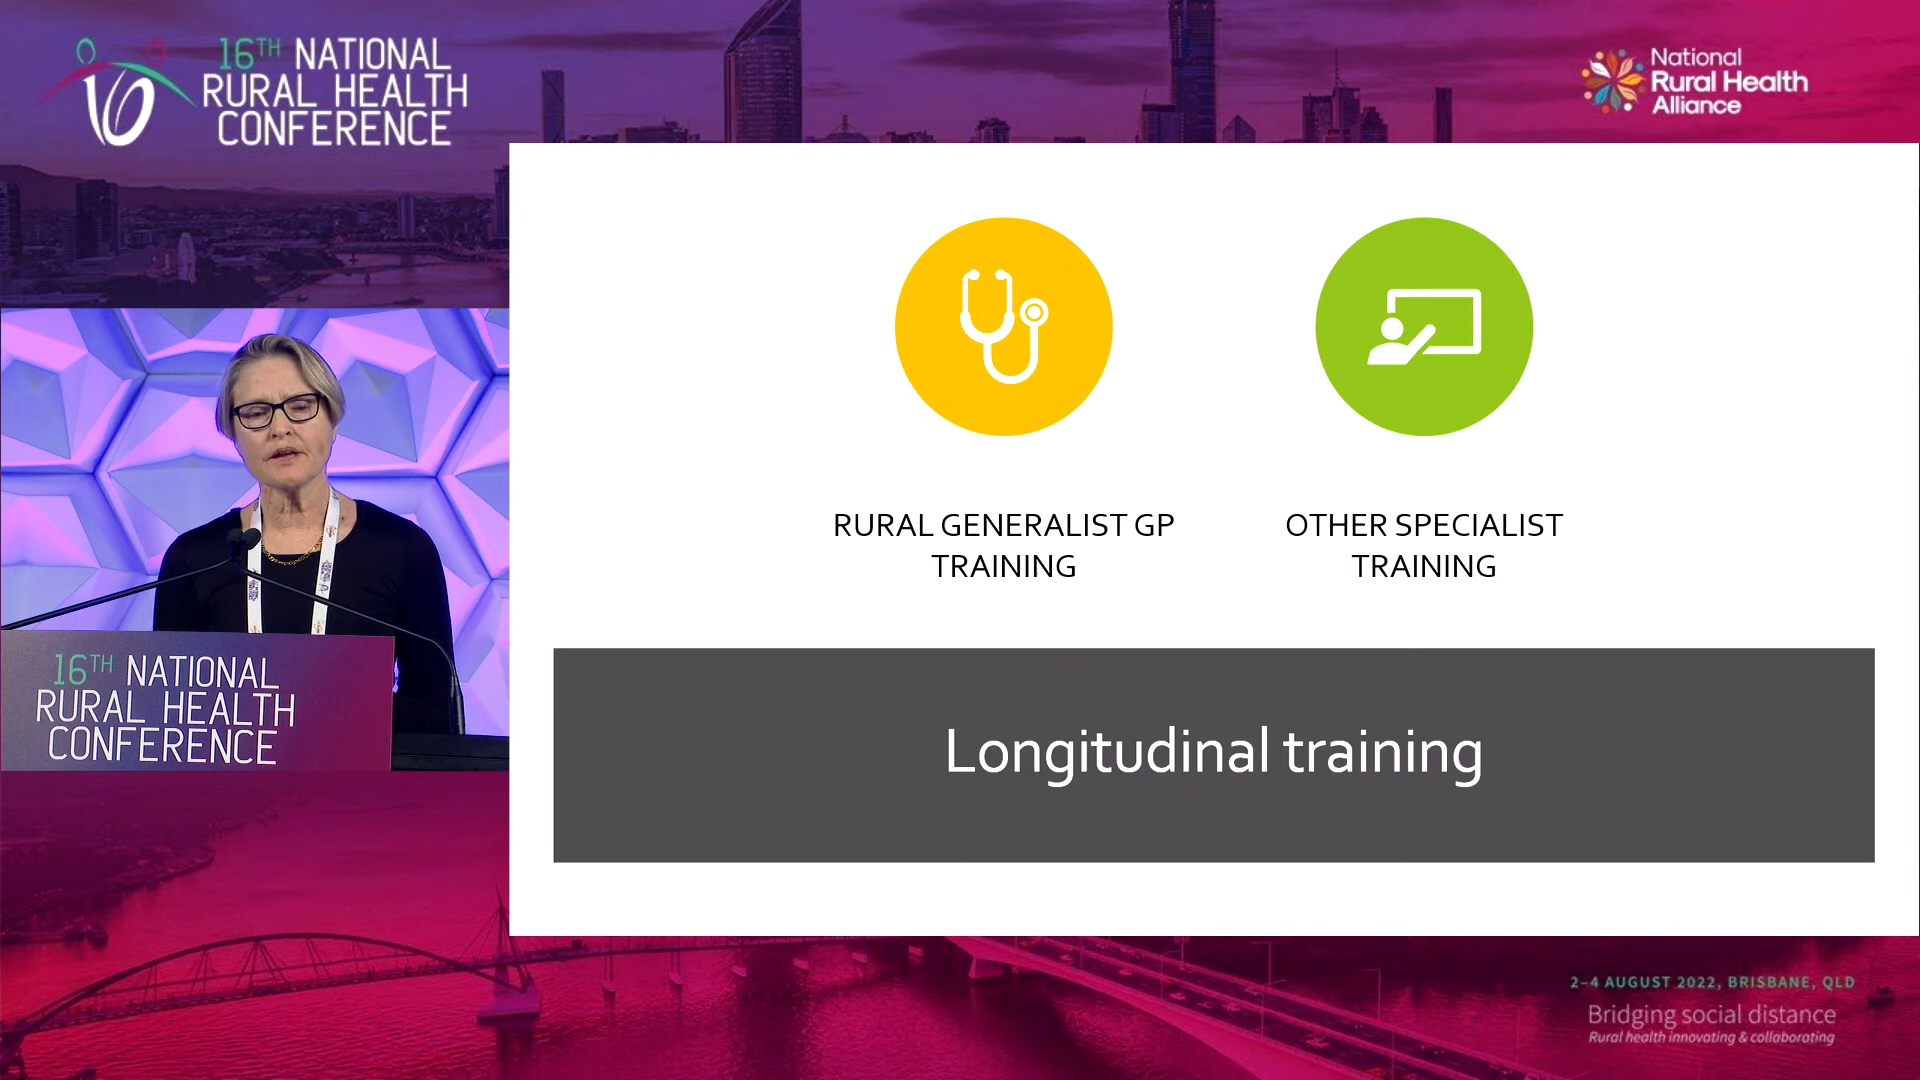 16TH NATIONAL
RURAL HEALTH
CONFERENCE
National
Rural Health
Alliance
RURAL GENERALIST GP
TRAINING
OTHER SPECIALIST
TRAINING
Longitudinal training
16TH NATIONAL
RURAL HEALTH
CONFERENCE
2–4 AUGUST 2022, BRISBANE, QLD
Bridging social distance
Rural health innovating & collaborating